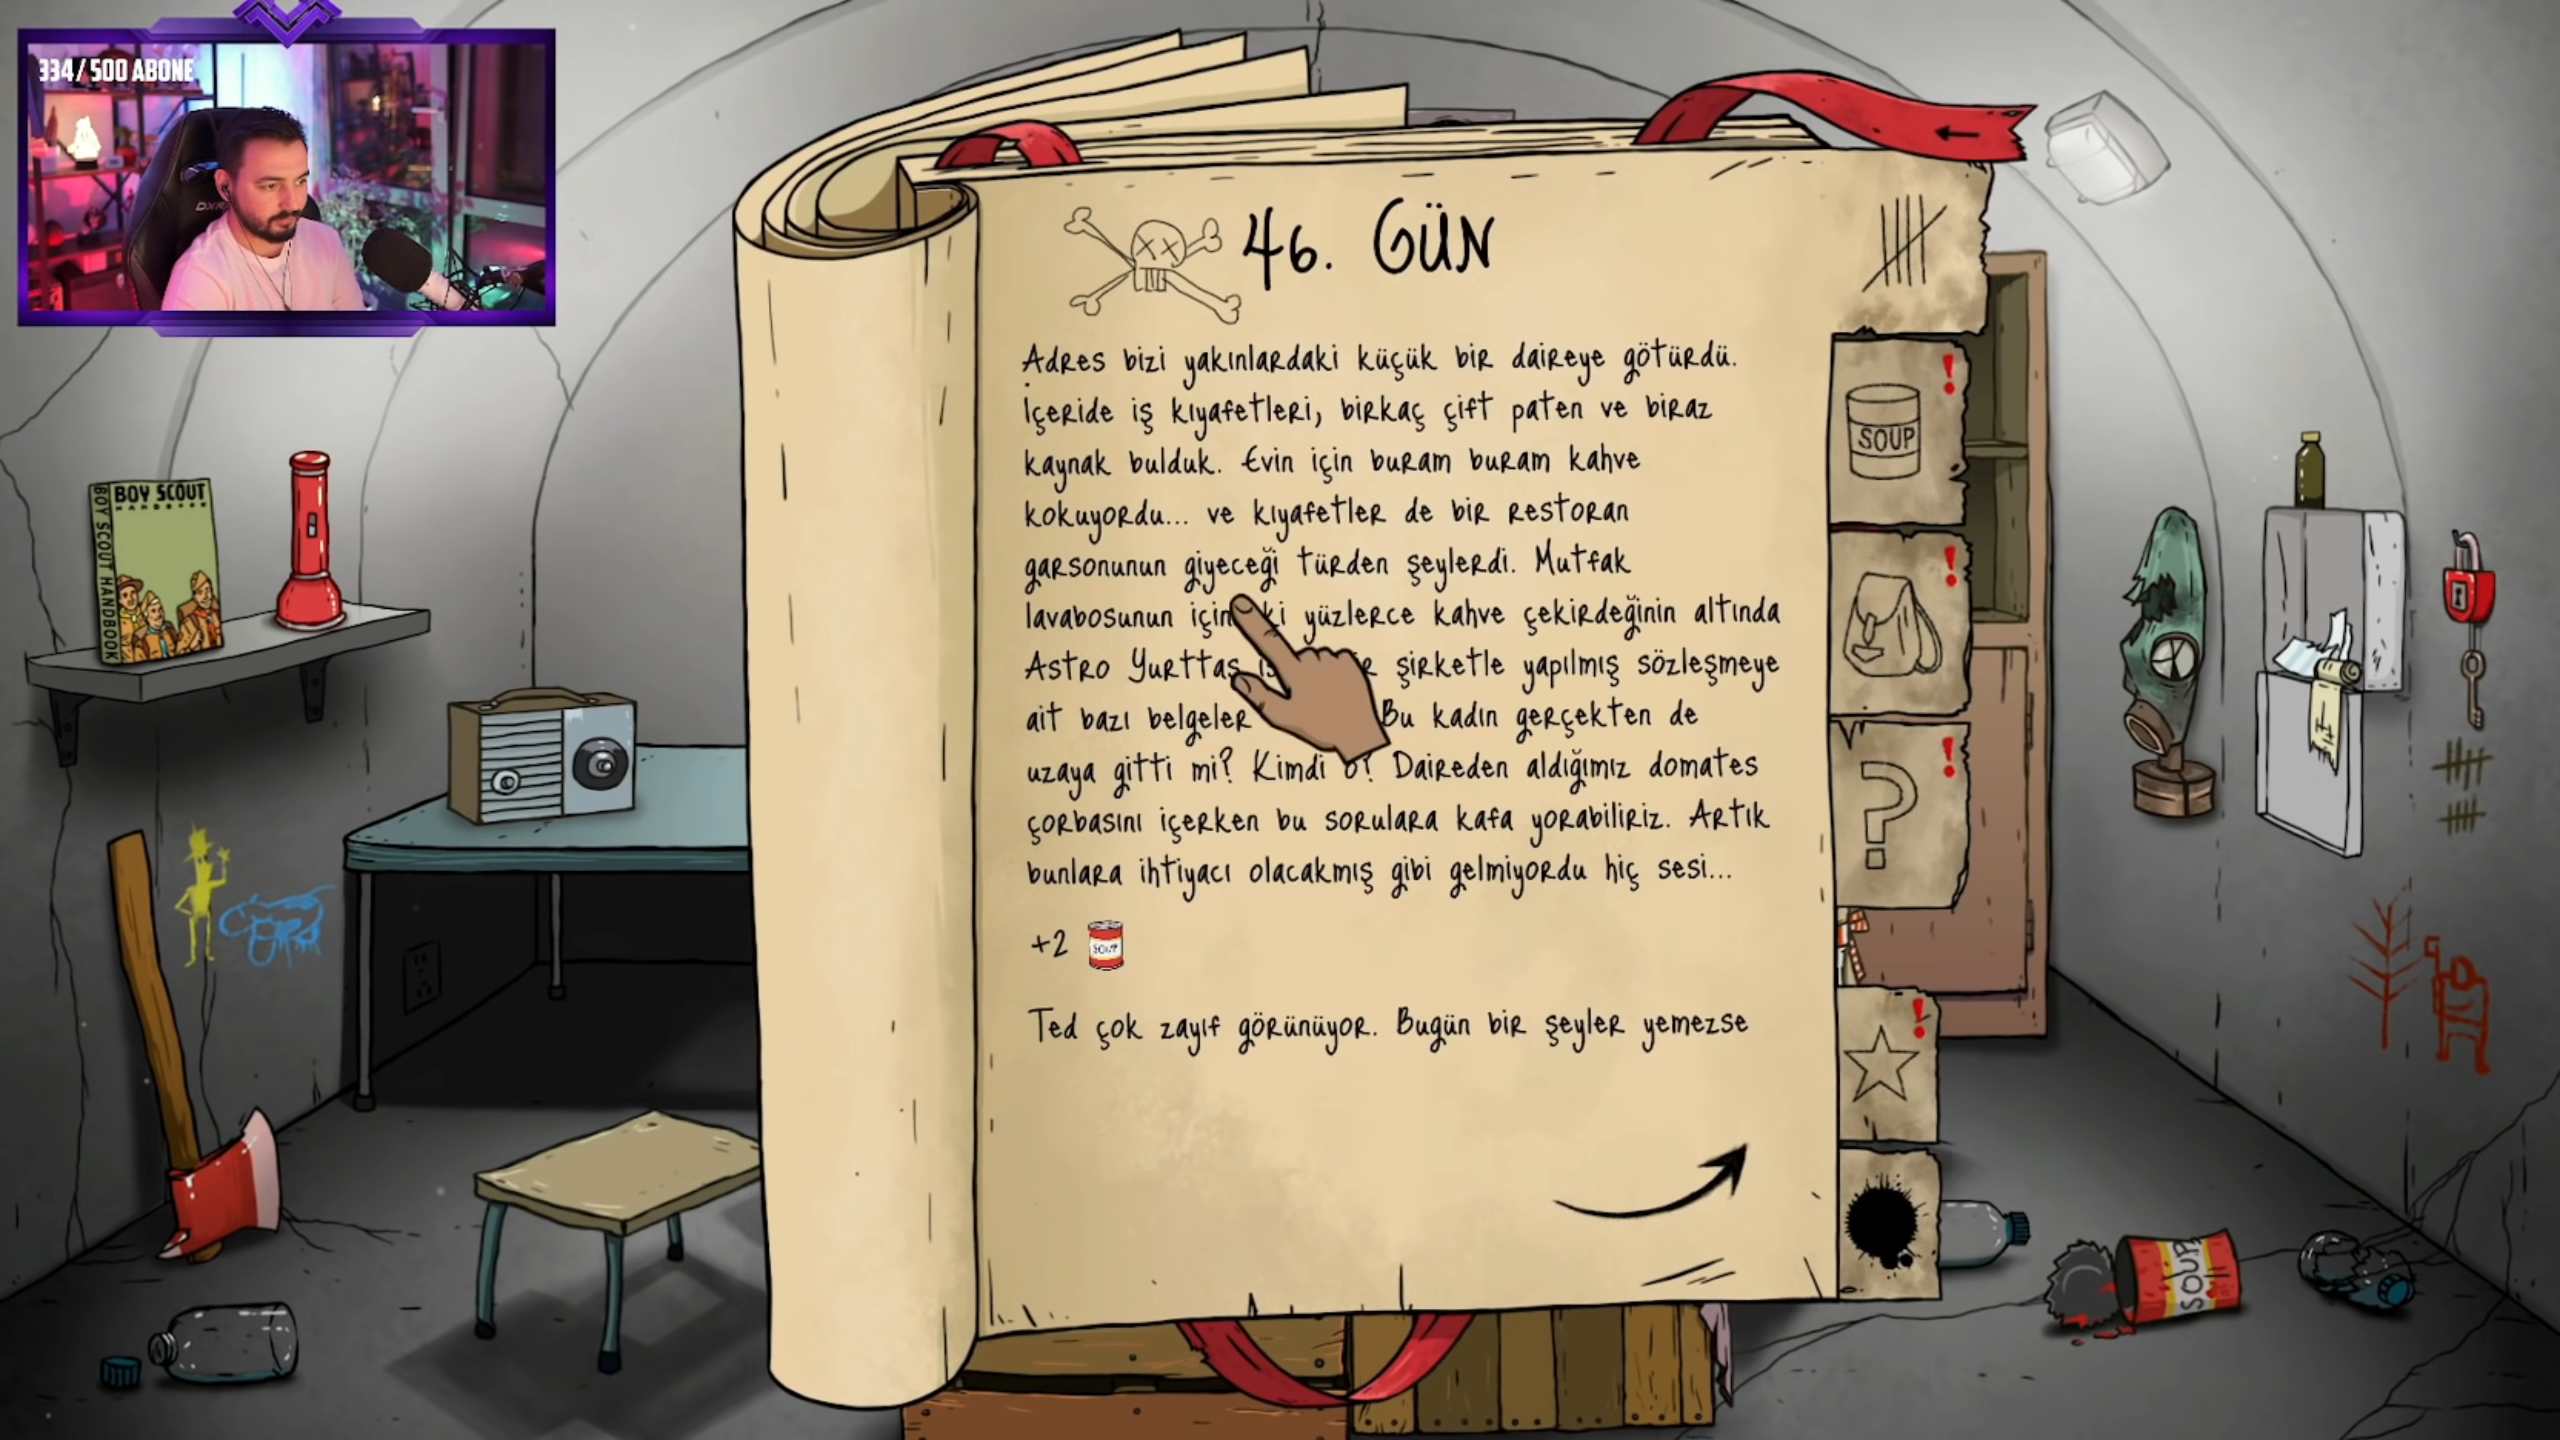 334/ 500 ABONE
46. GÜN
Adres bizi yakınlardaki küçük bir daireye götürdü.
İçeride iş kıyafetleri, birkaç çift paten ve biraz
kaynak bulduk. Evin için buram buram kahve
kokuyordu... ve kıyafetler de bir restoran
garsonunun giyeceği türden şeylerdi. Mutfak
lavabosunun yüzlerce kahve çekirdeğinin altında
Astro Yurttaş şirketle yapılmış sözleşmeye
ait bazı belgeler Bu kadın gerçekten de
uzaya gitti mi? Kimdi o? Daireden aldığımız domates
çorbasını içerken bu sorulara kafa yorabiliriz. Artık
bunlara ihtiyacı olacakmış gibi gelmiyordu hiç sesi...
+2 SOUP
Ted çok zayıf görünüyor. Bugün bir şeyler yemezse
SOUP
BOY SCOUT
HANDBOOK
BOY SCOUT HANDBOOK
SOUP